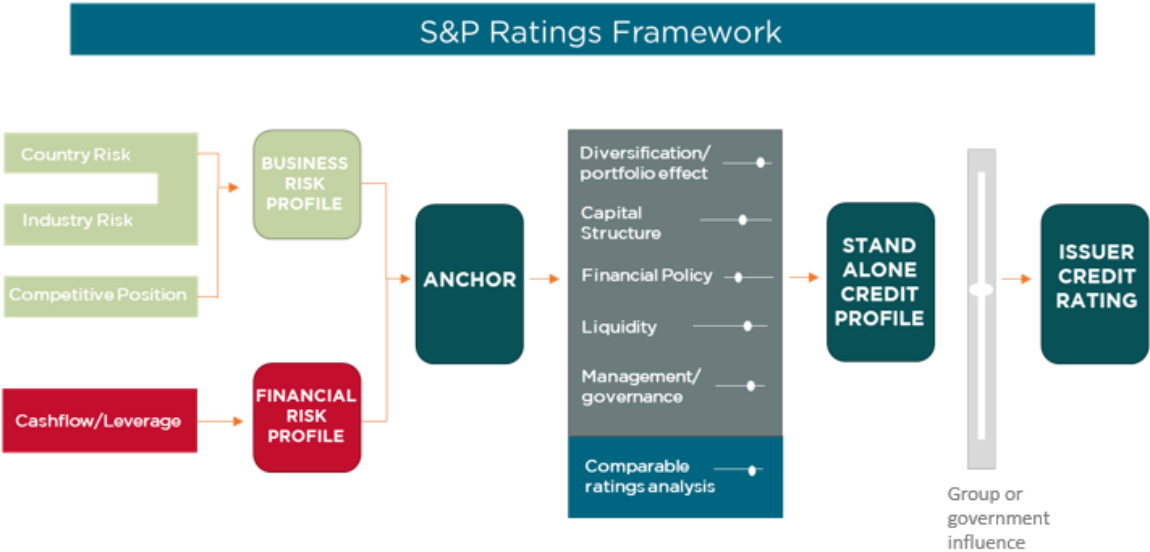 S&P Ratings Framework
Country Risk
Industry Risk
Competitive Position
Cashflow/Leverage
BUSINESS
RISK
PROFILE
FINANCIAL
RISK
PROFILE
ANCHOR
Diversification/
portfolio effect
Capital
Structure
Financial Policy
Liquidity
Management/
governance
Comparable
ratings analysis
STAND
ALONE
CREDIT
PROFILE
Group or
government
influence
ISSUER
CREDIT
RATING